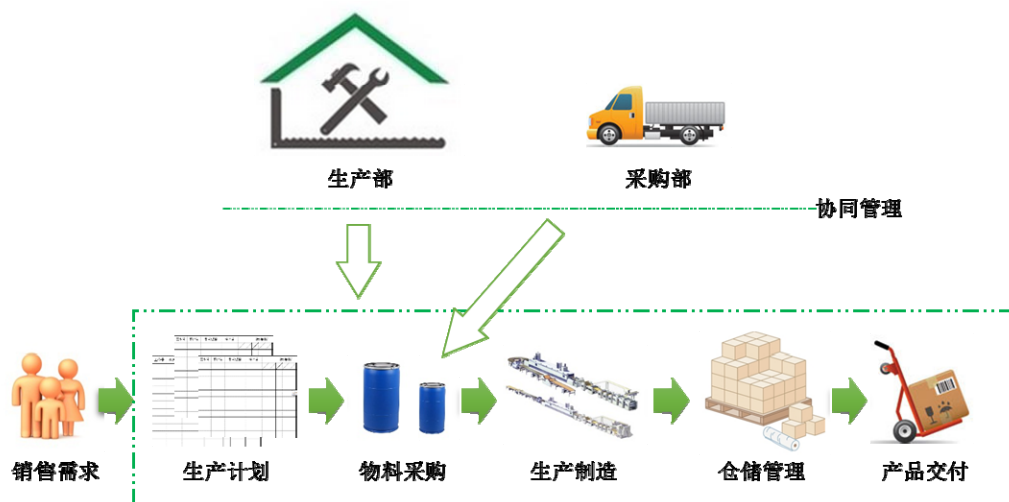 生产部
采购部
协同管理
销售需求
生产计划
物料采购
生产制造
仓储管理
产品交付